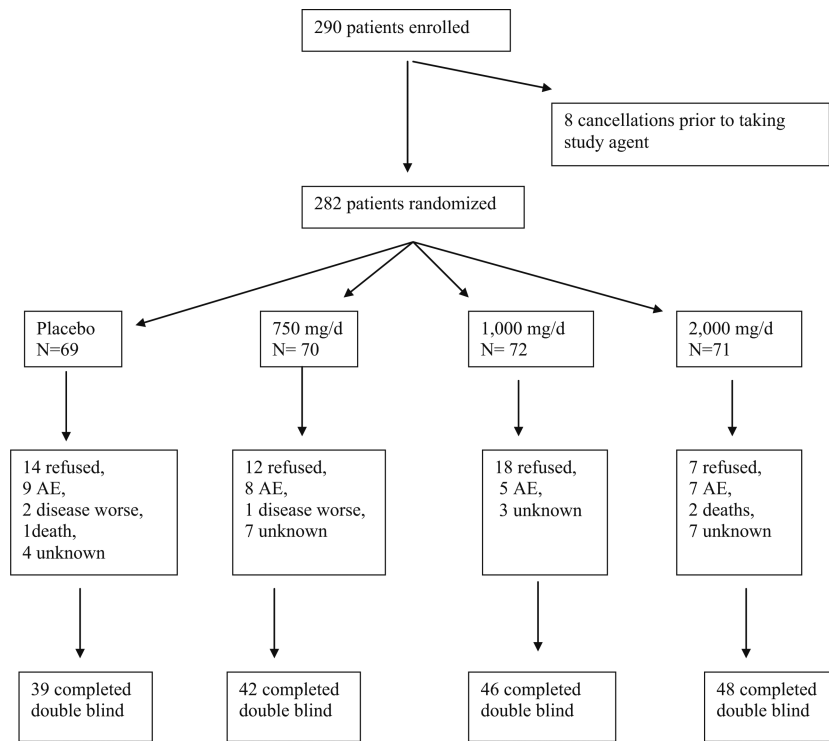 290 patients enrolled
8 cancellations prior to taking
study agent
282 patients randomized
Placebo
N=69
750 mg/d
N= 70
1,000 mg/d
N= 72
2,000 mg/d
N=71
14 refused,
9 AE,
2 disease worse,
1death,
4 unknown
12 refused,
8 AE,
1 disease worse,
7 unknown
18 refused,
5 AE,
3 unknown
7 refused,
7 AE,
2 deaths,
7 unknown
39 completed
double blind
42 completed
double blind
46 completed
double blind
48 completed
double blind